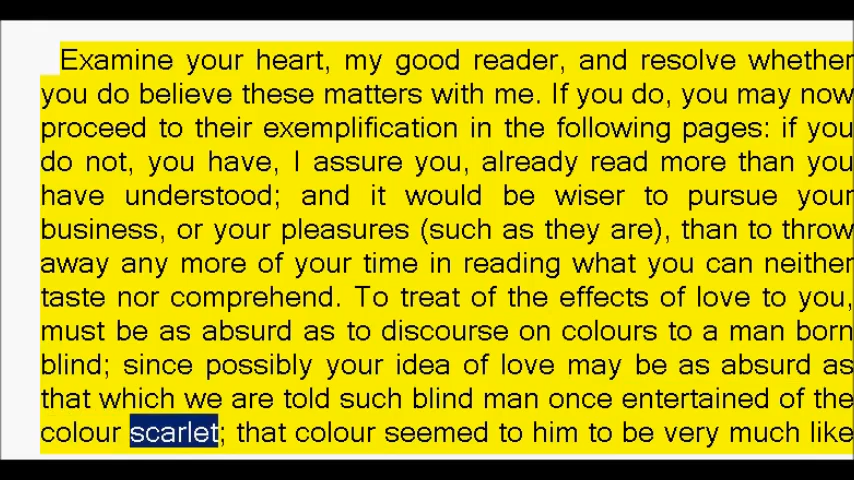 Examine your heart, my good reader, and resolve whether
you do believe these matters with me. If you do, you may now
proceed to their exemplification in the following pages: if you
do not, you have, I assure you, already read more than you
have understood; and it would be wiser to pursue your
business, or your pleasures (such as they are), than to throw
away any more of your time in reading what you can neither
taste nor comprehend. To treat of the effects of love to you,
must be as absurd as to discourse on colours to a man born
blind; since possibly your idea of love may be as absurd as
that which we are told such blind man once entertained of the
colour scarlet; that colour seemed to him to be very much like